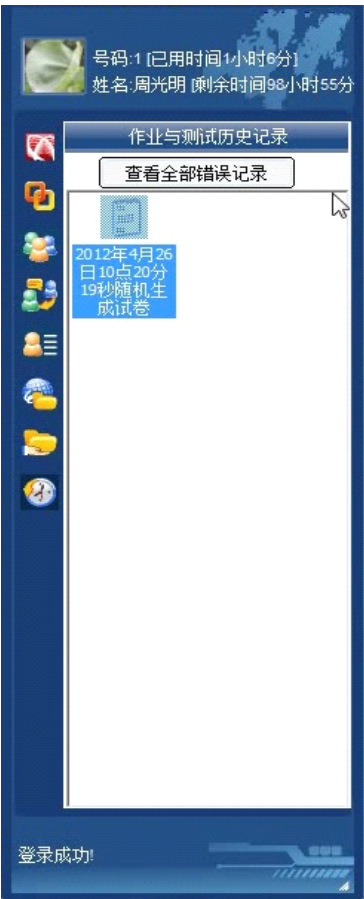 号码:1 [已用时间1小时6分]
姓名:周光明 [剩余时间98小时55分
作业与测试历史记录
查看全部错误记录
2012年4月26
日10点20分
19秒随机生
成试卷
登录成功!